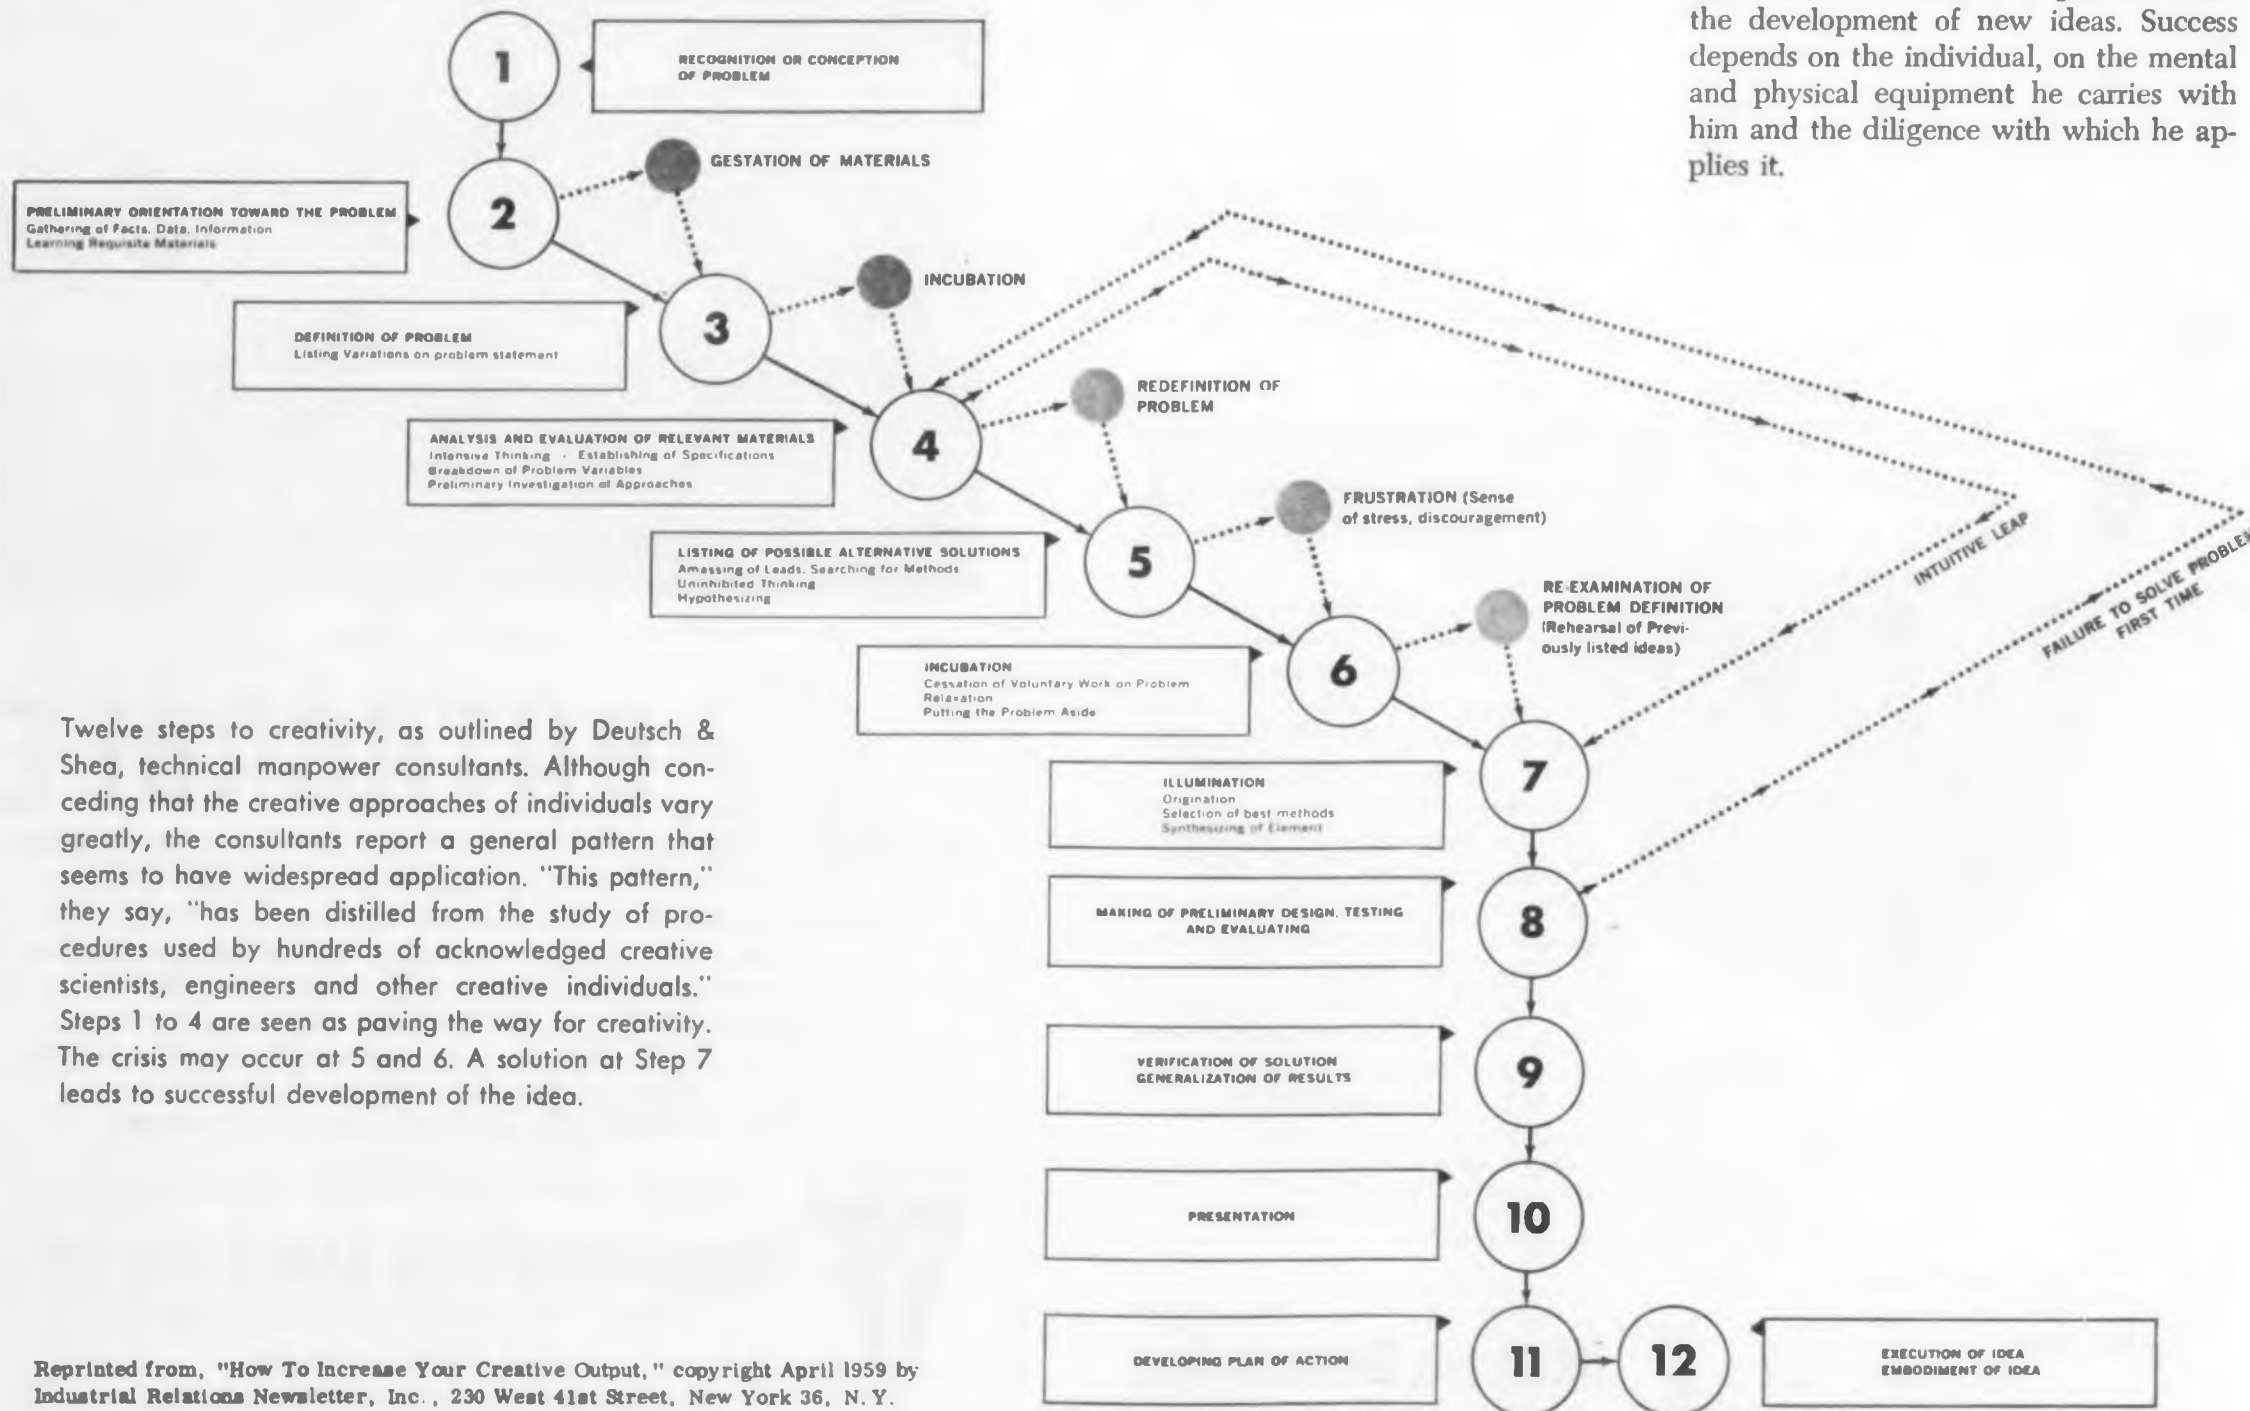 the development of new ideas. Success
depends on the individual, on the mental
and physical equipment he carries with
him and the diligence with which he ap-
plies it.
1
RECOGNITION OR CONCEPTION
OF PROBLEM
2
GESTATION OF MATERIALS
PRELIMINARY ORIENTATION TOWARD THE PROBLEM
Gathering of Facts, Data, Information
Learning Requisite Materials
3
INCUBATION
DEFINITION OF PROBLEM
Listing Variations on problem statement
4
REDEFINITION OF
PROBLEM
ANALYSIS AND EVALUATION OF RELEVANT MATERIALS
Intensive Thinking - Establishing of Specifications
Breakdown of Problem Variables
Preliminary Investigation of Approaches
5
FRUSTRATION (Sense
of stress, discouragement)
LISTING OF POSSIBLE ALTERNATIVE SOLUTIONS
Amassing of Leads, Searching for Methods
Uninhibited Thinking
Hypothesizing
6
RE-EXAMINATION OF
PROBLEM DEFINITION
(Rehearsal of Previ-
ously listed ideas)
INTUITIVE LEAP
FAILURE TO SOLVE PROBLEM
FIRST TIME
INCUBATION
Cessation of Voluntary Work on Problem
Relaxation
Putting the Problem Aside
7
ILLUMINATION
Origination
Selection of best methods
Synthesizing of Element
8
MAKING OF PRELIMINARY DESIGN. TESTING
AND EVALUATING
9
VERIFICATION OF SOLUTION
GENERALIZATION OF RESULTS
10
PRESENTATION
11
DEVELOPING PLAN OF ACTION
12
EXECUTION OF IDEA
EMBODIMENT OF IDEA
Twelve steps to creativity, as outlined by Deutsch &
Shea, technical manpower consultants. Although con-
ceding that the creative approaches of individuals vary
greatly, the consultants report a general pattern that
seems to have widespread application. "This pattern,"
they say, "has been distilled from the study of pro-
cedures used by hundreds of acknowledged creative
scientists, engineers and other creative individuals."
Steps 1 to 4 are seen as paving the way for creativity.
The crisis may occur at 5 and 6. A solution at Step 7
leads to successful development of the idea.
Reprinted from, "How To Increase Your Creative Output," copyright April 1959 by
Industrial Relations Newsletter, Inc., 230 West 41st Street, New York 36, N.Y.